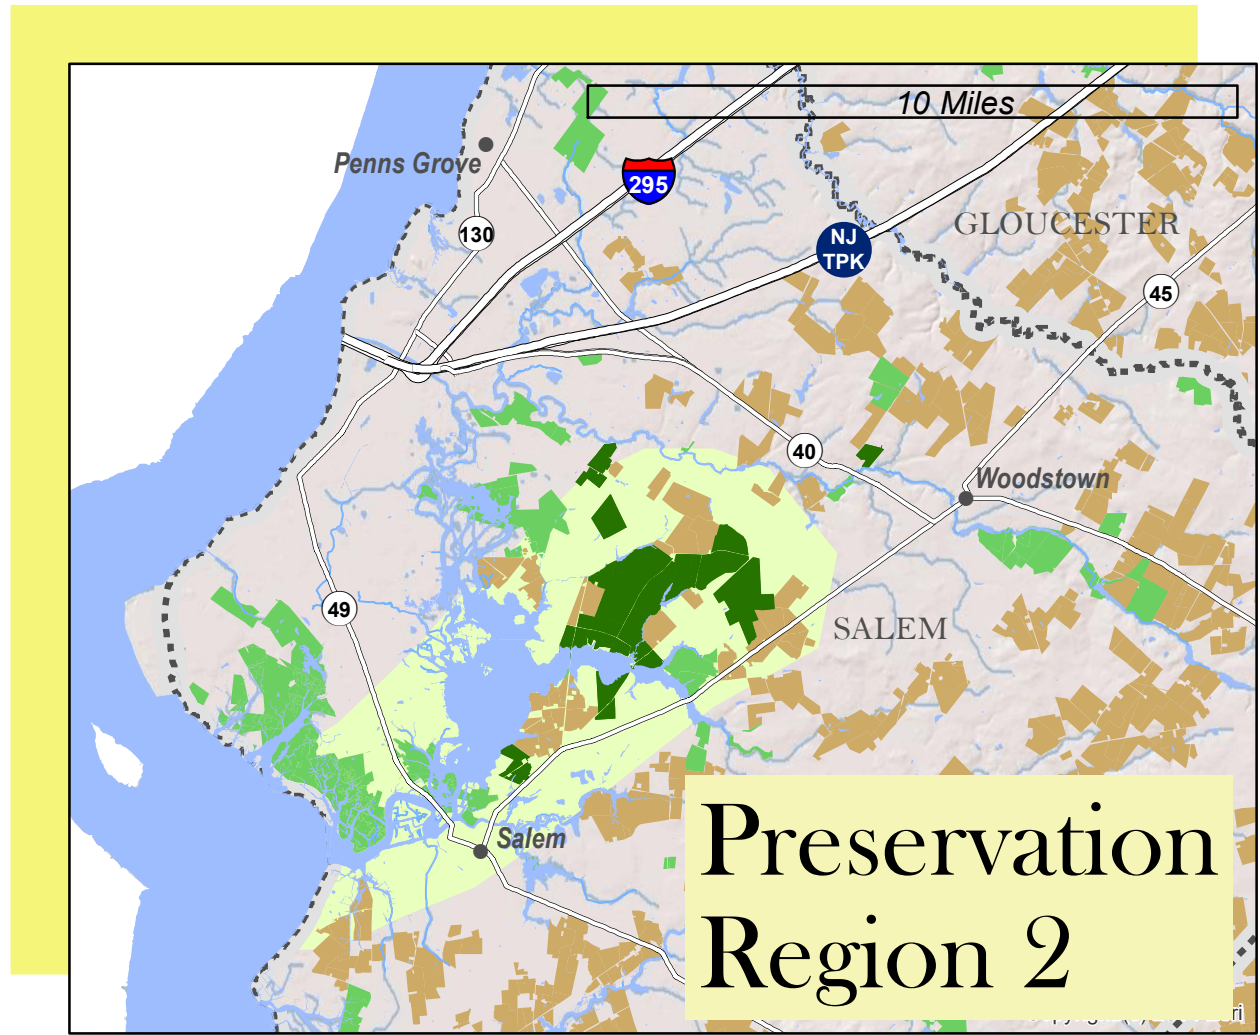 10 Miles
Penns Grove
295
130
NJ
TPK
GLOUCESTER
45
40
Woodstown
49
SALEM
Salem
Preservation
Region 2